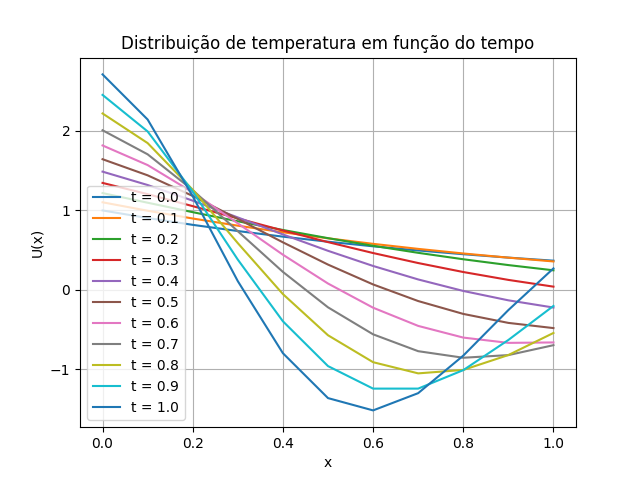 Distribuição de temperatura em função do tempo
U(x)
2
1
0
−1
t = 0.0
t = 0.1
t = 0.2
t = 0.3
t = 0.4
t = 0.5
t = 0.6
t = 0.7
t = 0.8
t = 0.9
t = 1.0
0.0 0.2 0.4 0.6 0.8 1.0
x